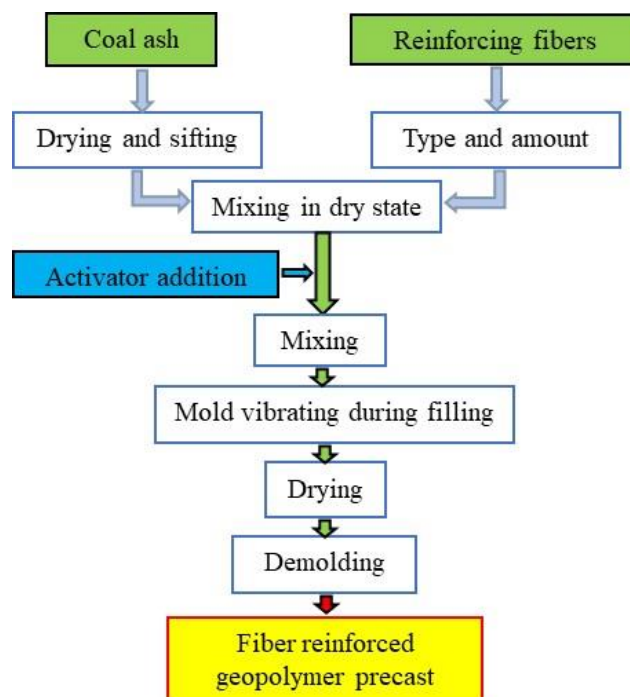 Coal ash
Reinforcing fibers
Drying and sifting
Type and amount
Mixing in dry state
Activator addition
Mixing
Mold vibrating during filling
Drying
Demolding
Fiber reinforced
geopolymer precast